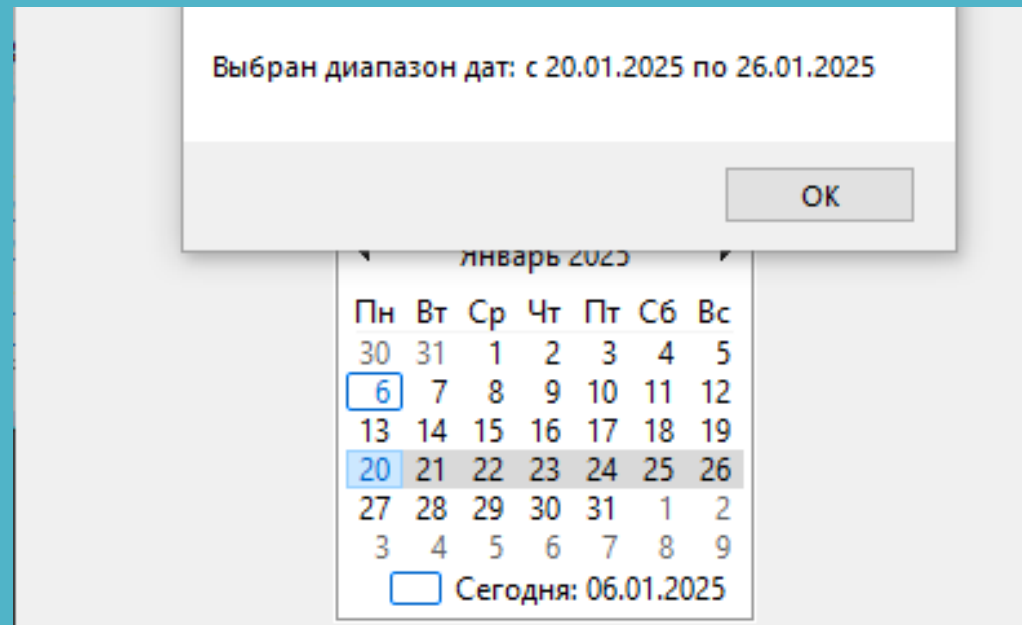 Выбран диапазон дат: с 20.01.2025 по 26.01.2025
ОК
Январь 2025
Пн Вт Ср Чт Пт Сб Вс
30 31 1 2 3 4 5
6 7 8 9 10 11 12
13 14 15 16 17 18 19
20 21 22 23 24 25 26
27 28 29 30 31 1 2
3 4 5 6 7 8 9
Сегодня: 06.01.2025